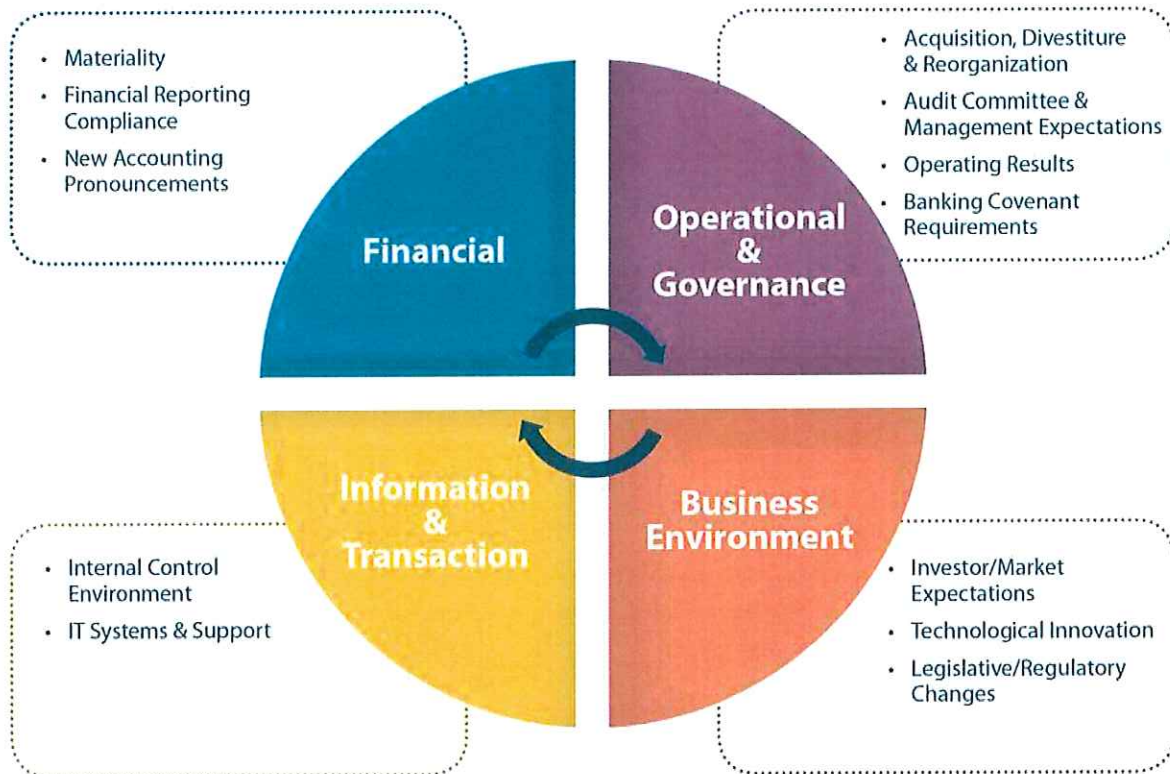 • Materiality
• Financial Reporting
Compliance
• New Accounting
Pronouncements
Financial
• Acquisition, Divestiture
& Reorganization
• Audit Committee &
Management Expectations
• Operating Results
• Banking Covenant
Requirements
Operational
&
Governance
Information
&
Transaction
• Internal Control
Environment
• IT Systems & Support
Business
Environment
• Investor/Market
Expectations
• Technological Innovation
• Legislative/Regulatory
Changes